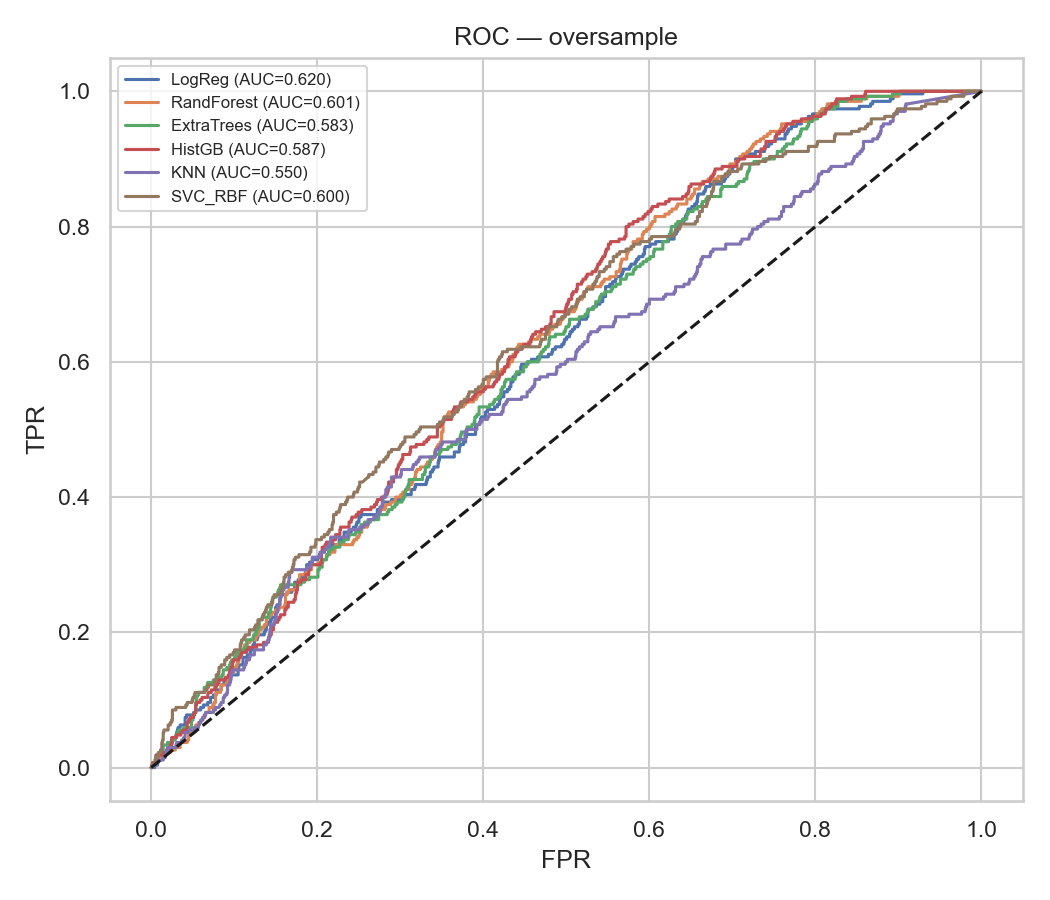 ROC — oversample
LogReg (AUC=0.620)
RandForest (AUC=0.601)
ExtraTrees (AUC=0.583)
HistGB (AUC=0.587)
KNN (AUC=0.550)
SVC_RBF (AUC=0.600)
TPR
1.0
0.8
0.6
0.4
0.2
0.0
0.0 0.2 0.4 0.6 0.8 1.0
FPR